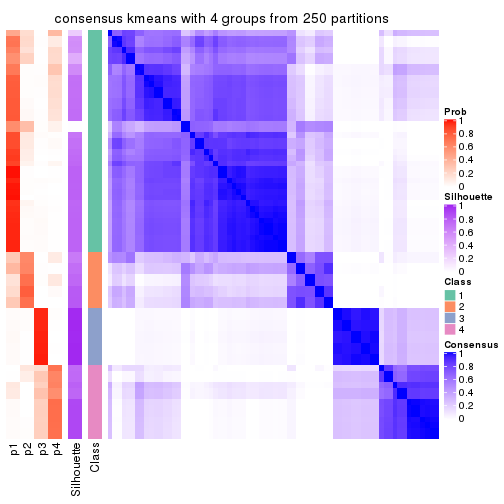 consensus kmeans with 4 groups from 250 partitions
Prob
1
0.8
0.6
0.4
0.2
0
Silhouette
1
0.8
0.6
0.4
0.2
0
Class
1
2
3
4
Consensus
1
0.8
0.6
0.4
0.2
0
p1
p2
p3
p4
Silhouette
Class